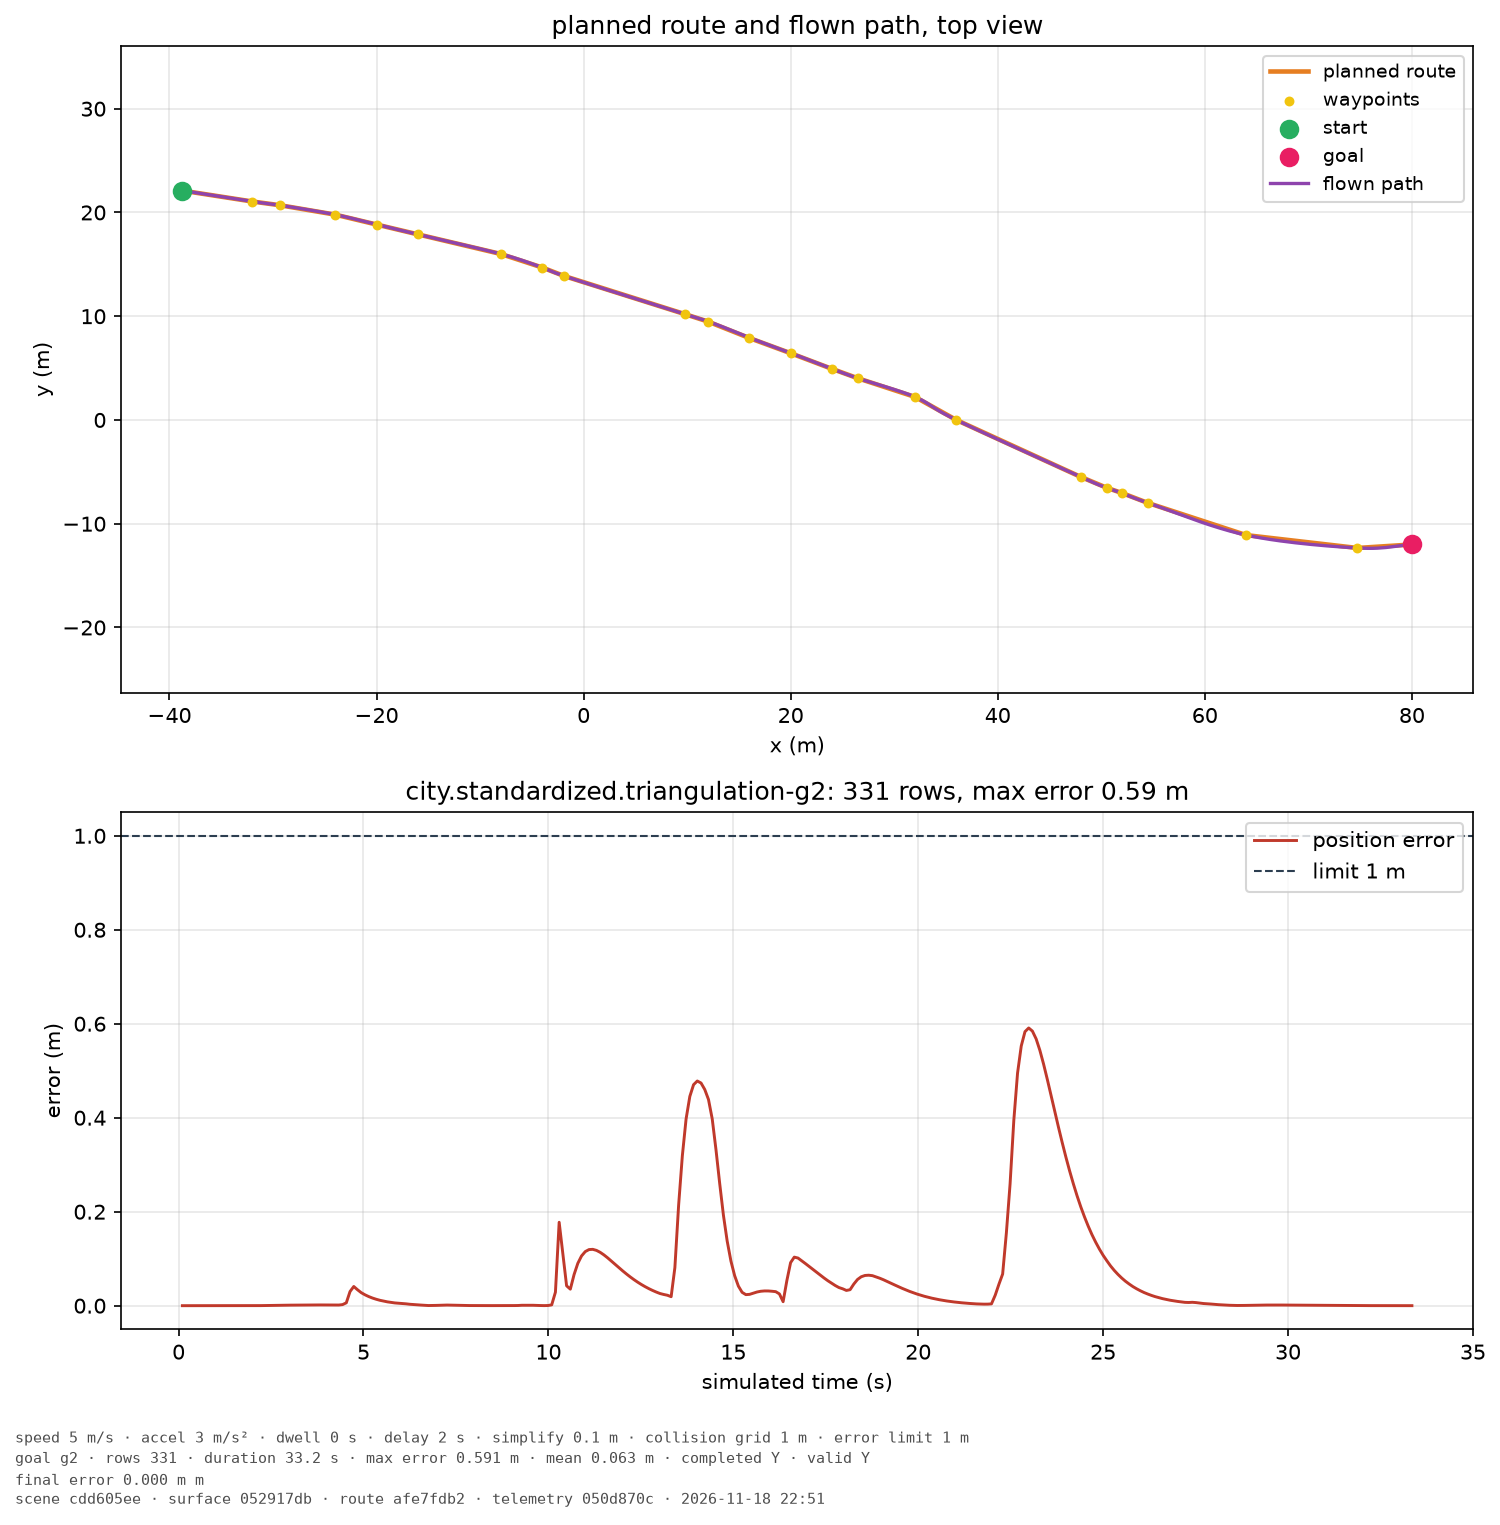 planned route and flown path, top view
planned route
waypoints
start
goal
flown path
30
20
10
0
−10
−20
y (m)
−40
−20
0
20
40
60
80
x (m)
city.standardized.triangulation-g2: 331 rows, max error 0.59 m
position error
limit 1 m
1.0
0.8
0.6
0.4
0.2
0.0
error (m)
0
5
10
15
20
25
30
35
simulated time (s)
speed 5 m/s · accel 3 m/s² · dwell 0 s · delay 2 s · simplify 0.1 m · collision grid 1 m · error limit 1 m
goal g2 · rows 331 · duration 33.2 s · max error 0.591 m · mean 0.063 m · completed Y · valid Y
final error 0.000 m m
scene cdd605ee · surface 052917db · route afe7fdb2 · telemetry 050d870c · 2026-11-18 22:51